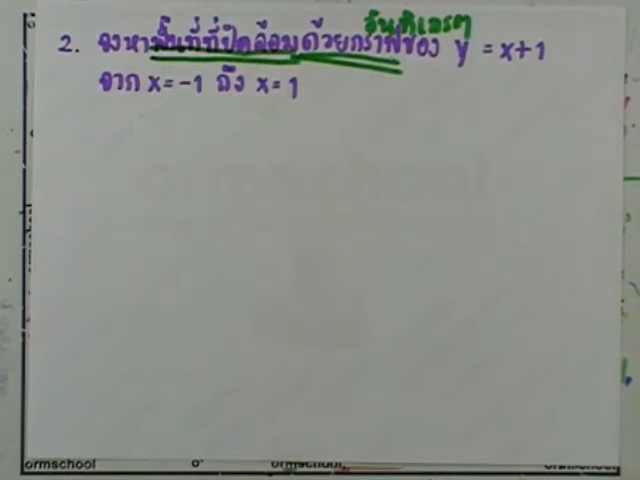 อินทิเกรต
2. จงหาพื้นที่ที่ปิดล้อมด้วยกราฟของ y = x+1
จาก x = -1 ถึง x = 1
ormschool